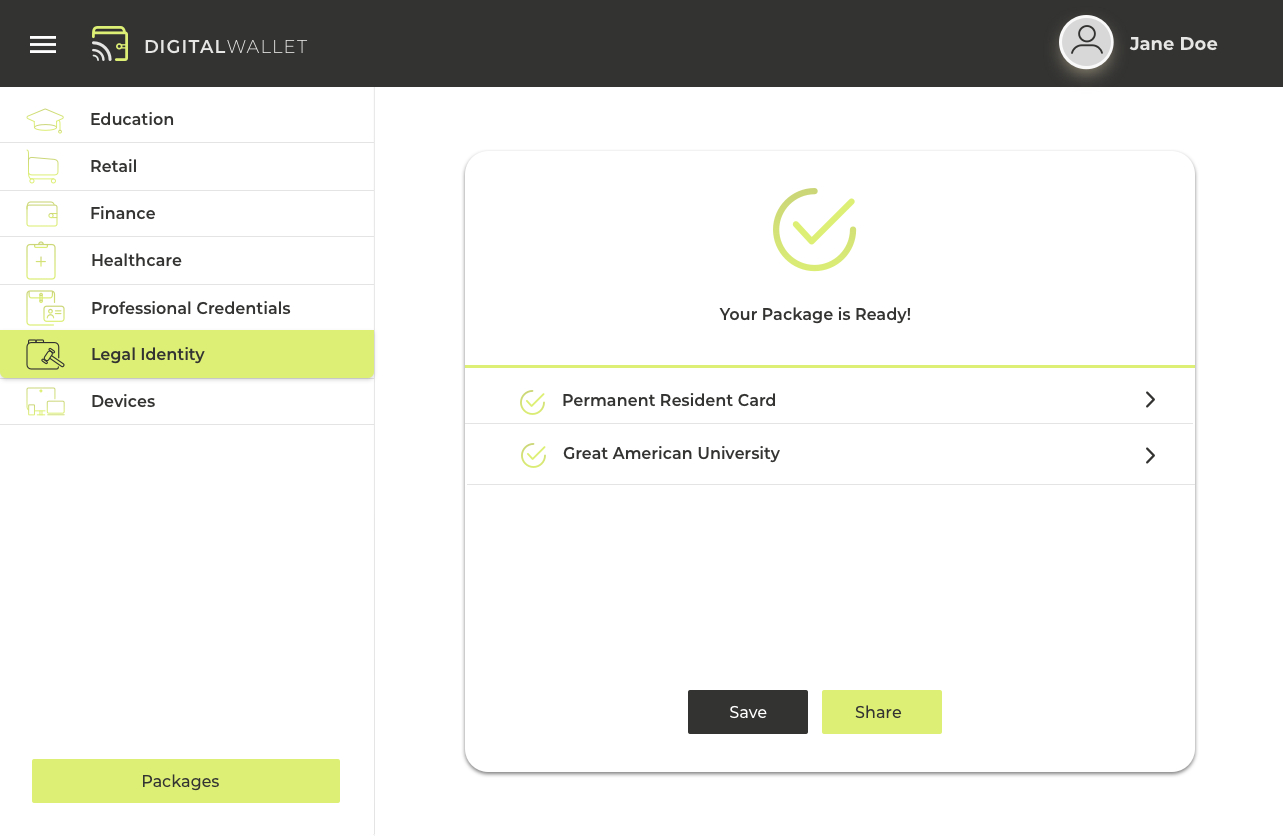 DIGITALWALLET
Jane Doe
Education
Retail
Finance
Healthcare
Professional Credentials
Legal Identity
Devices
Packages
Your Package is Ready!
Permanent Resident Card
Great American University
Save
Share